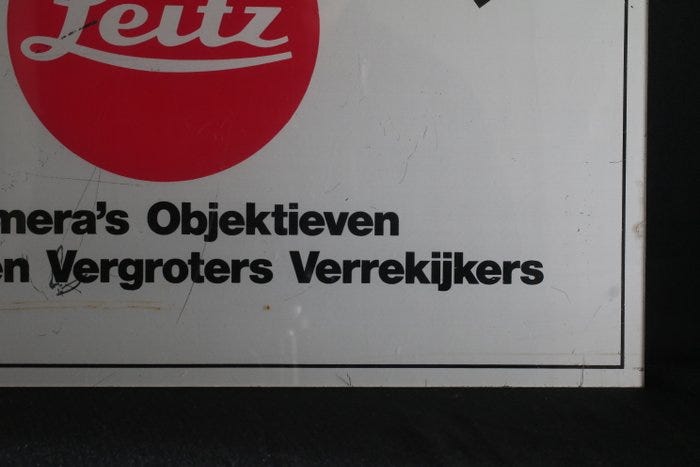 Leitz
mera's Objektieven
en Vergroters Verrekijkers